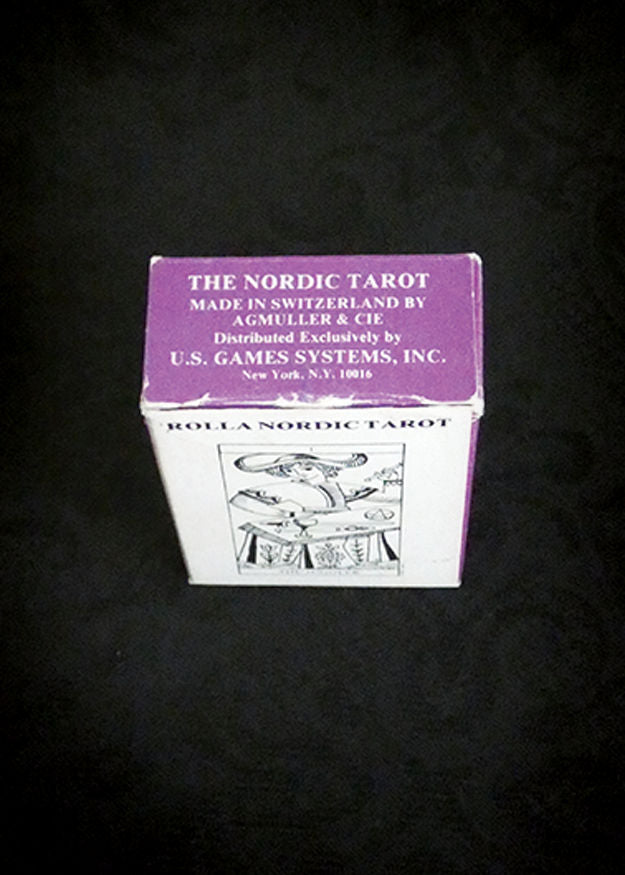 THE NORDIC TAROT
MADE IN SWITZERLAND BY
AGMULLER & CIE
Distributed Exclusively by
U.S. GAMES SYSTEMS, INC.
New York, N.Y. 10016
ROLLA NORDIC TAROT
I